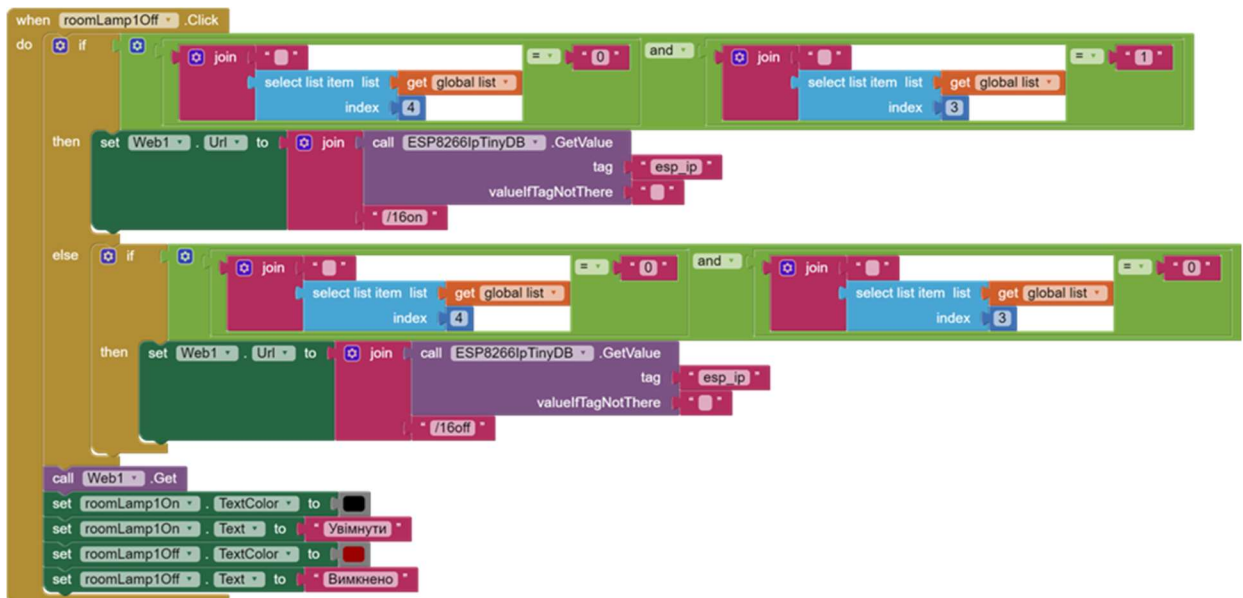 when roomLamp1Off .Click
do if join " " = " 0 " and join " " = " 1 "
select list item list get global list select list item list get global list
index 4 index 3
then set Web1 . Url to join call ESP8266IpTinyDB .GetValue
tag " esp_ip "
valueIfTagNotThere " "
" /16on "
else if join " " = " 0 " and join " " = " 0 "
select list item list get global list select list item list get global list
index 4 index 3
then set Web1 . Url to join call ESP8266IpTinyDB .GetValue
tag " esp_ip "
valueIfTagNotThere " "
" /16off "
call Web1 .Get
set roomLamp1On . TextColor to
set roomLamp1On . Text to " Увімнути "
set roomLamp1Off . TextColor to
set roomLamp1Off . Text to " Вимкнено "